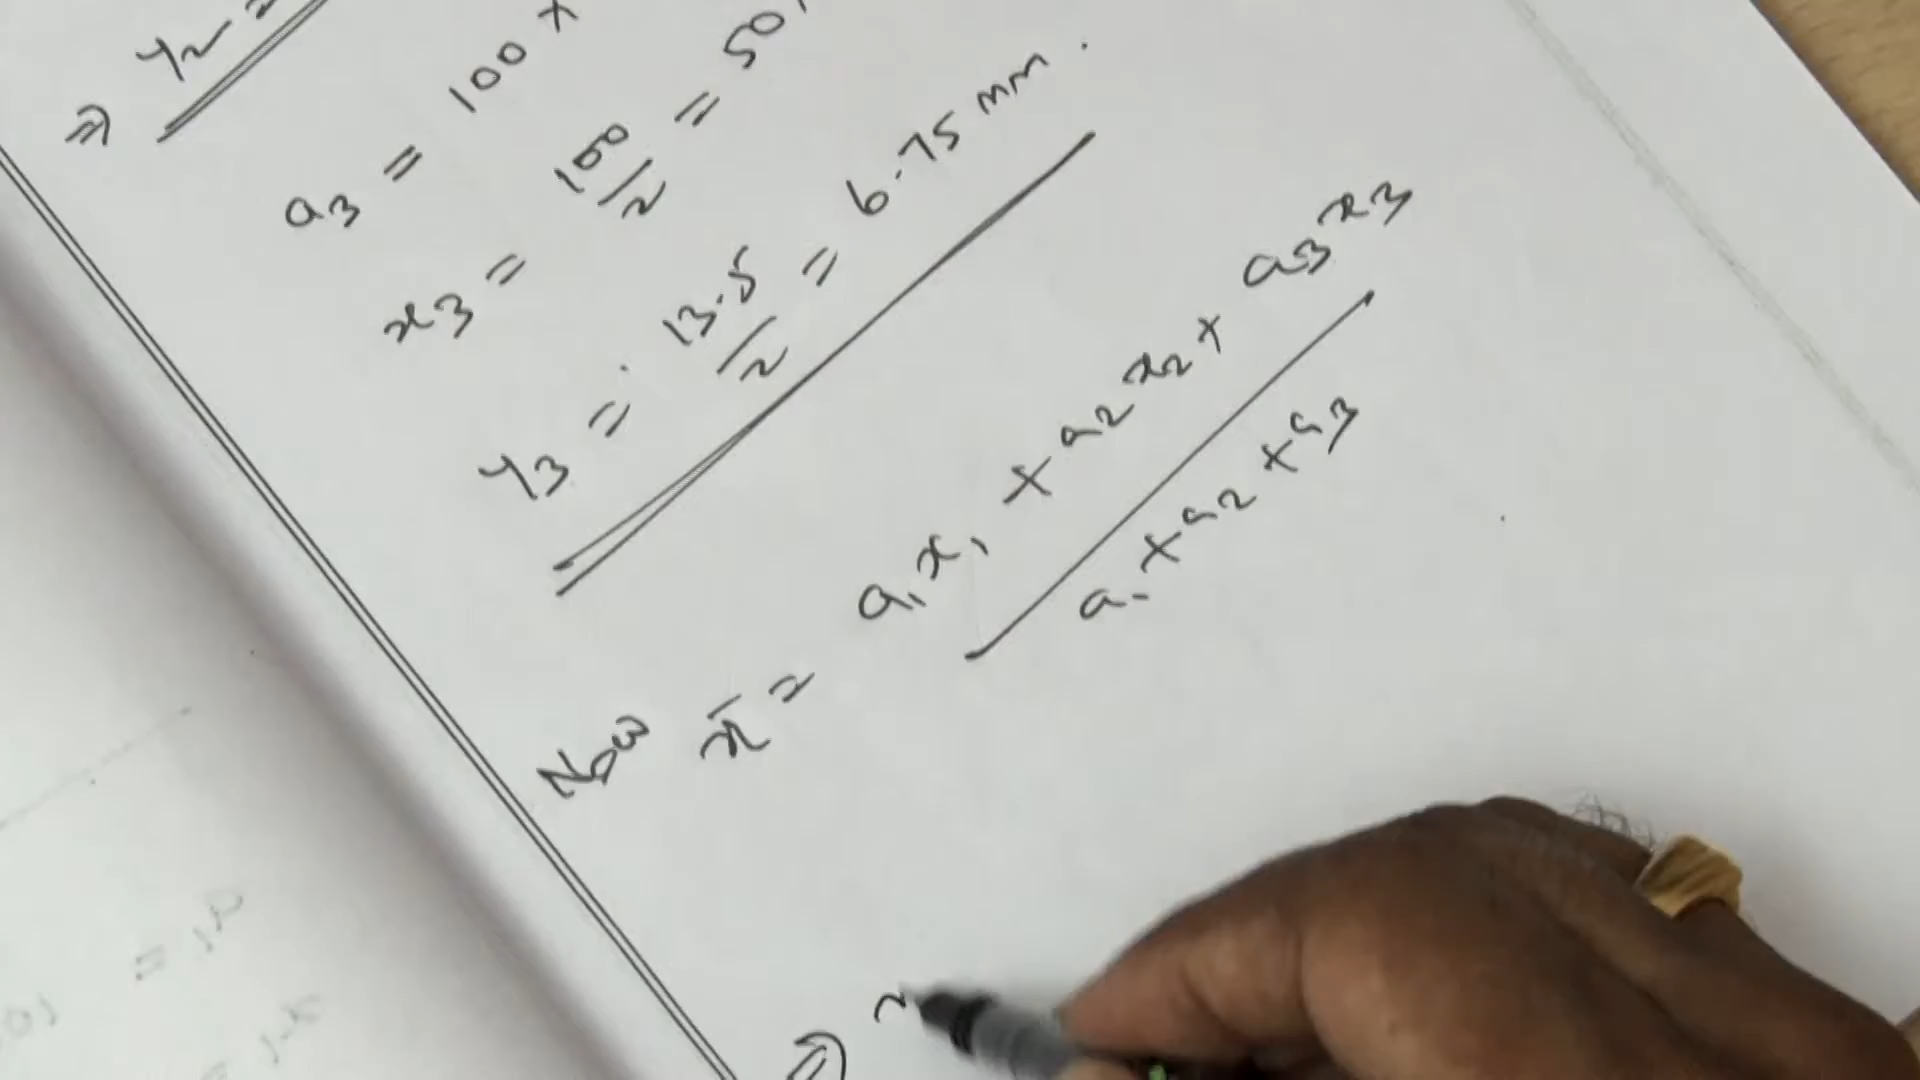 ⇒ y2 =
a3 = 100 ×
x3 = 100/2 = 50
y3 = 13.5/2 = 6.75 mm.
Now x̄ = a1x1 + a2x2 + a3x3
a1 + a2 + a3
⇒